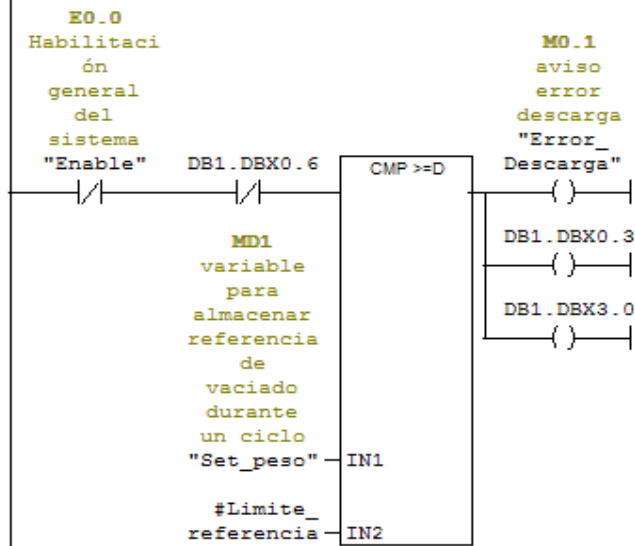 E0.0
Habilitaci
ón
general
del
sistema
"Enable"
DB1.DBX0.6
CMP >=D
M0.1
aviso
error
descarga
"Error_
Descarga"
DB1.DBX0.3
DB1.DBX3.0
MD1
variable
para
almacenar
referencia
de
vaciado
durante
un ciclo
"Set_peso"
IN1
#Limite_
referencia
IN2